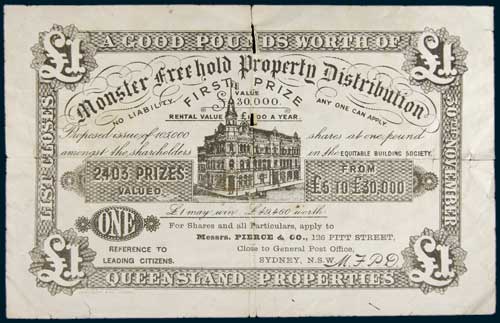 £1
A GOOD POUNDS WORTH OF
£1
Monster Freehold Property Distribution
NO LIABILITY.
FIRST PRIZE
ANY ONE CAN APPLY
VALUE
£30,000.
RENTAL VALUE
A YEAR.
LIST CLOSES
30TH NOVEMBER
Proposed issue of 105,000
shares at one pound
amongst the shareholders
in the EQUITABLE BUILDING SOCIETY.
2403 PRIZES
VALUED
FROM
£5 TO £30,000
£1 may win worth
ONE
For Shares and all Particulars, apply to
Messrs. PIERCE & CO., 126 PITT STREET,
REFERENCE TO
Close to General Post Office,
LEADING CITIZENS.
SYDNEY, N.S.W.
M.F.P.D
£1
QUEENSLAND PROPERTIES
£1